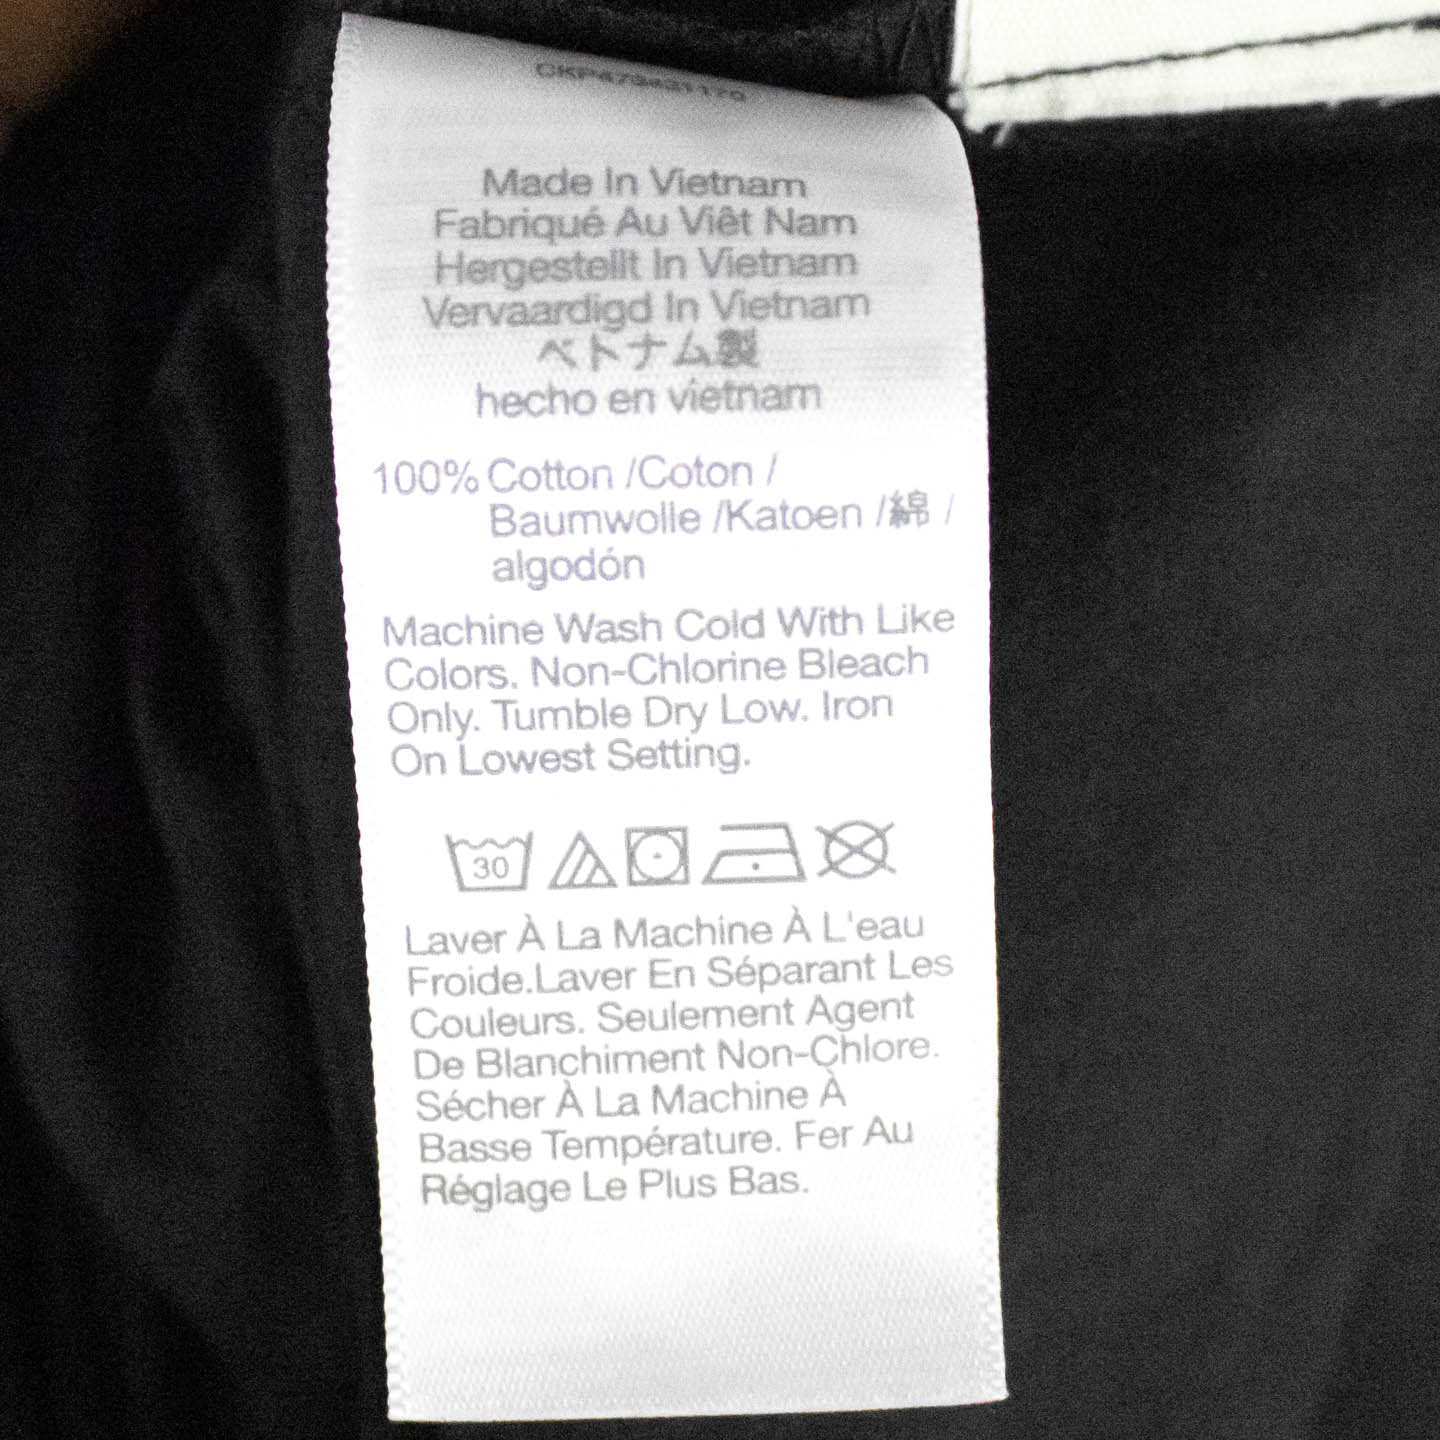 Made In Vietnam
Fabriqué Au Viêt Nam
Hergestellt In Vietnam
Vervaardigd In Vietnam
ベトナム製
hecho en vietnam
100% Cotton /Coton /
Baumwolle /Katoen /綿 /
algodón
Machine Wash Cold With Like
Colors. Non-Chlorine Bleach
Only. Tumble Dry Low. Iron
On Lowest Setting.
30
Laver À La Machine À L'eau
Froide.Laver En Séparant Les
Couleurs. Seulement Agent
De Blanchiment Non-Chlore.
Sécher À La Machine À
Basse Température. Fer Au
Réglage Le Plus Bas.